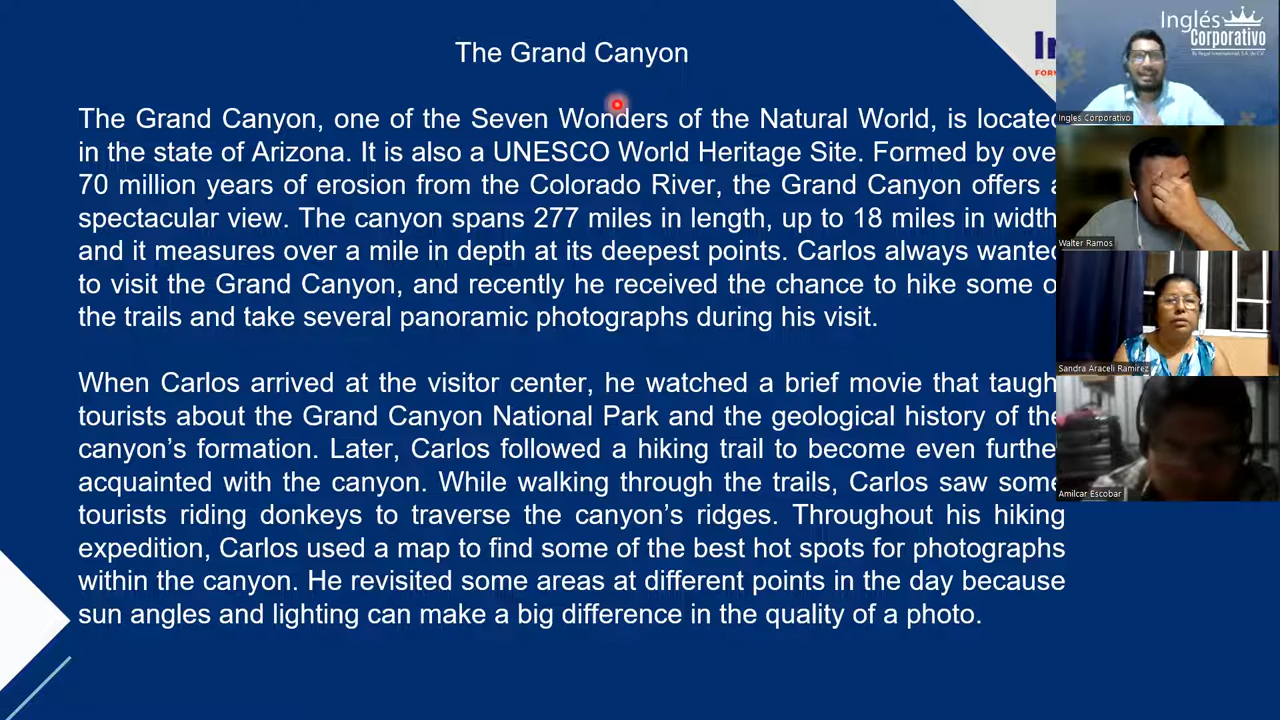 The Grand Canyon
The Grand Canyon, one of the Seven Wonders of the Natural World, is located
in the state of Arizona. It is also a UNESCO World Heritage Site. Formed by ove
70 million years of erosion from the Colorado River, the Grand Canyon offers a
spectacular view. The canyon spans 277 miles in length, up to 18 miles in width
and it measures over a mile in depth at its deepest points. Carlos always wanted
to visit the Grand Canyon, and recently he received the chance to hike some o
the trails and take several panoramic photographs during his visit.
When Carlos arrived at the visitor center, he watched a brief movie that taugh
tourists about the Grand Canyon National Park and the geological history of the
canyon's formation. Later, Carlos followed a hiking trail to become even furthe
acquainted with the canyon. While walking through the trails, Carlos saw some
tourists riding donkeys to traverse the canyon's ridges. Throughout his hiking
expedition, Carlos used a map to find some of the best hot spots for photographs
within the canyon. He revisited some areas at different points in the day because
sun angles and lighting can make a big difference in the quality of a photo.
Inglés
Corporativo
Ingles Corporativo
Walter Ramos
Sandra Araceli Ramirez
Amilcar Escobar